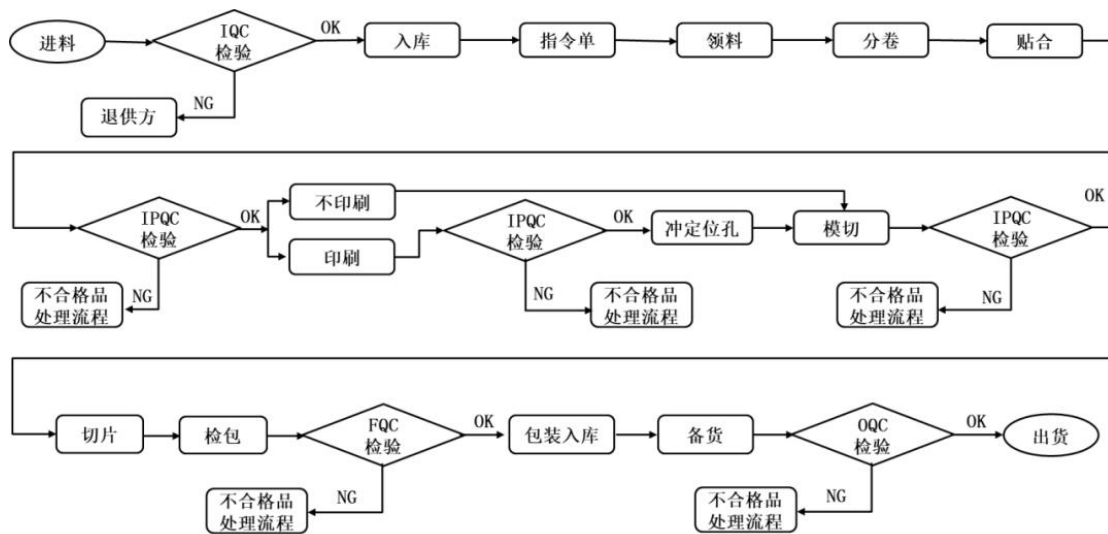 进料
IQC
检验
OK
入库
指令单
领料
分卷
贴合
NG
退供方
IPQC
检验
OK
不印刷
印刷
IPQC
检验
OK
冲定位孔
模切
IPQC
检验
OK
NG
不合格品
处理流程
NG
不合格品
处理流程
NG
不合格品
处理流程
切片
检包
FQC
检验
OK
包装入库
备货
OQC
检验
OK
出货
NG
不合格品
处理流程
NG
不合格品
处理流程